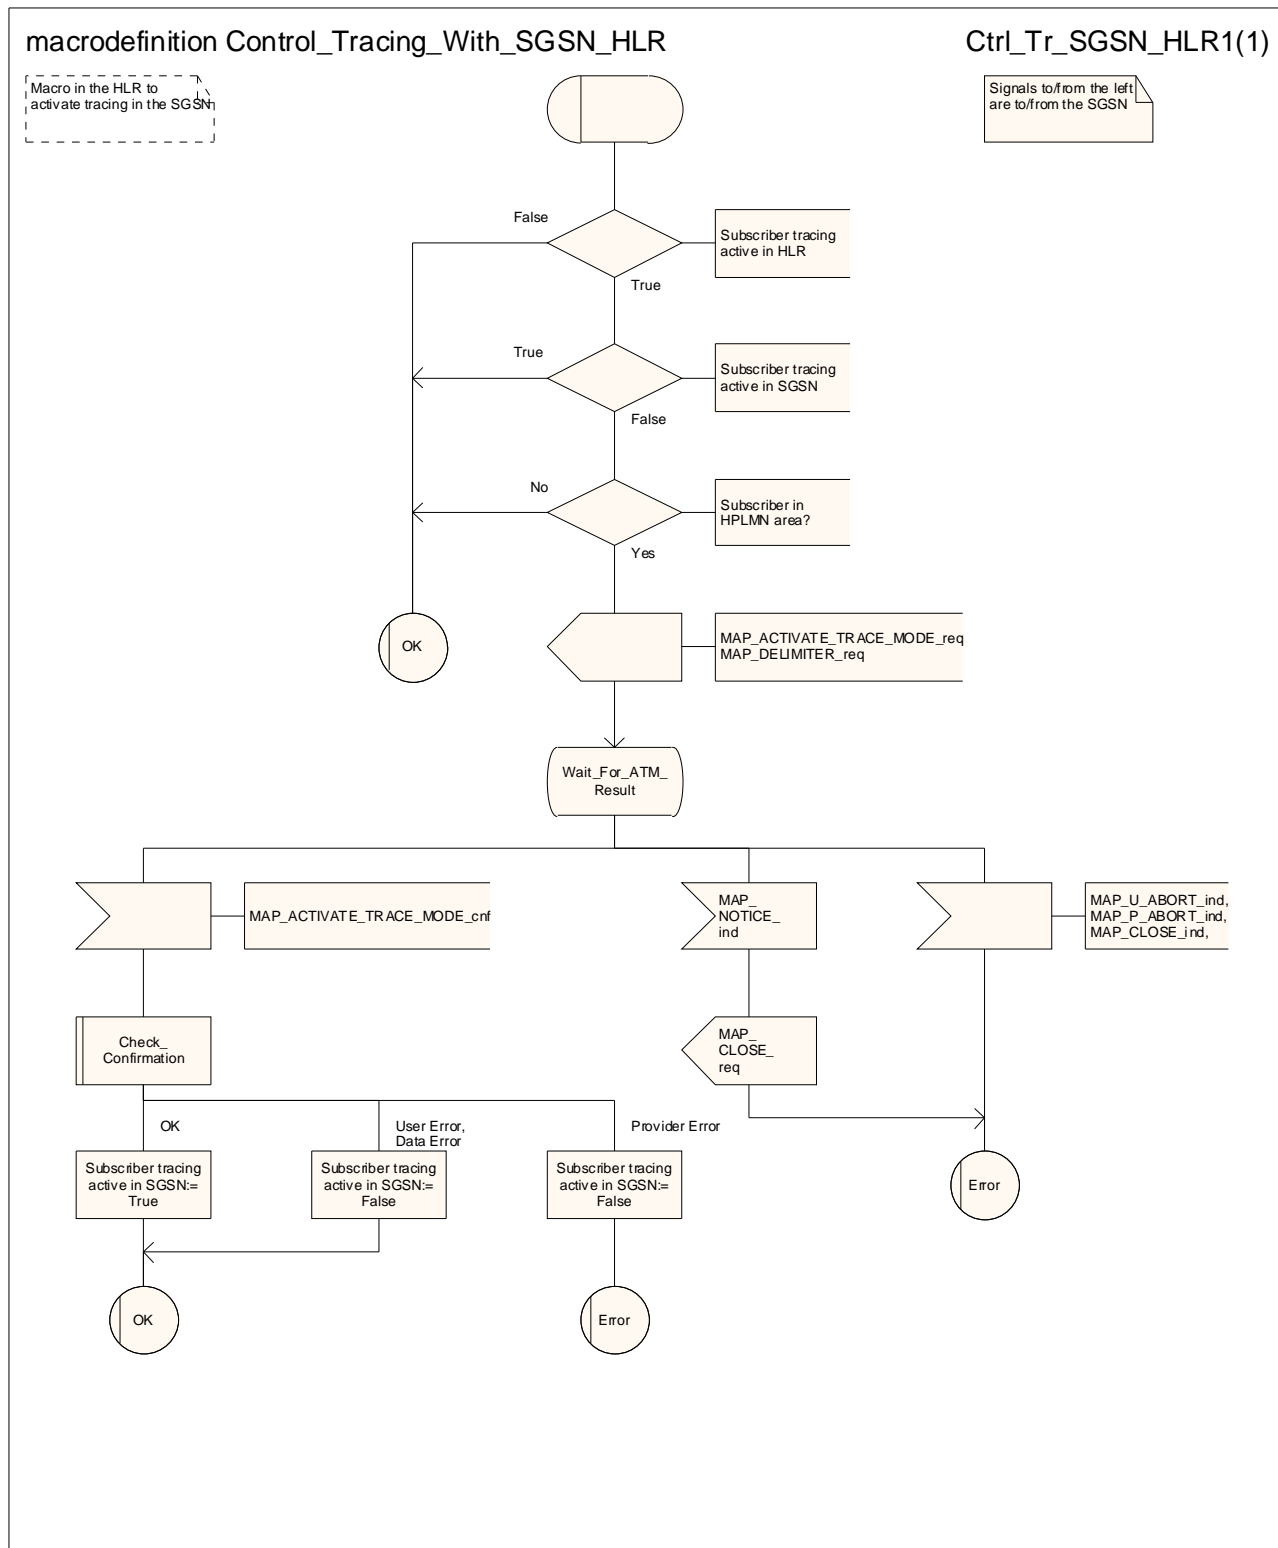 macrodefinition Control_Tracing_With_SGSN_HLR
Ctrl_Tr_SGSN_HLR1(1)
Macro in the HLR to
activate tracing in the SGSN
Signals to/from the left
are to/from the SGSN
False
Subscriber tracing
active in HLR
True
True
Subscriber tracing
active in SGSN
False
No
Subscriber in
HPLMN area?
Yes
OK
MAP_ACTIVATE_TRACE_MODE_req
MAP_DELIMITER_req
Wait_For_ATM_
Result
MAP_ACTIVATE_TRACE_MODE_cnf
MAP_
NOTICE_
ind
MAP_U_ABORT_ind,
MAP_P_ABORT_ind,
MAP_CLOSE_ind,
Check_
Confirmation
MAP_
CLOSE_
req
OK
User Error,
Data Error
Provider Error
Subscriber tracing
active in SGSN:=
True
Subscriber tracing
active in SGSN:=
False
Subscriber tracing
active in SGSN:=
False
Error
OK
Error